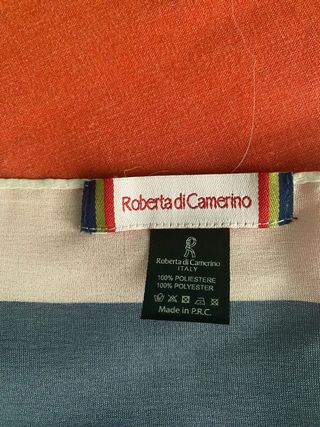 Roberta di Camerino
R
Roberta di Camerino
ITALY
100% POLIESTERE
100% POLYESTER
Made in P.R.C.